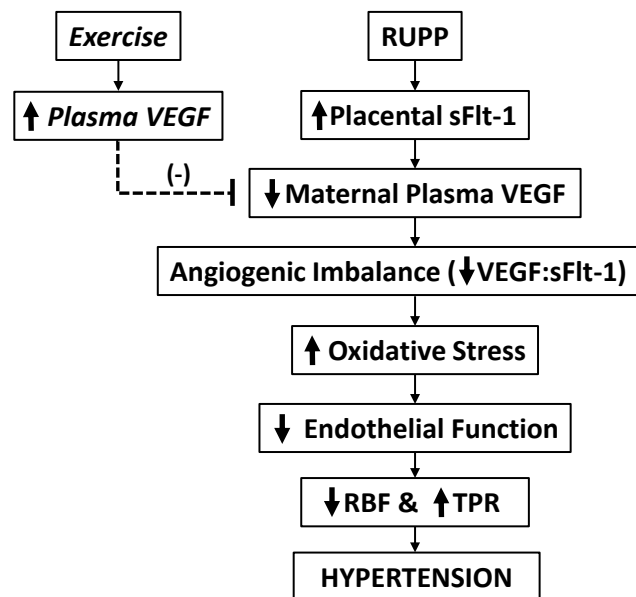 Exercise
RUPP
↑ Plasma VEGF
↑Placental sFlt-1
(-)
↓Maternal Plasma VEGF
Angiogenic Imbalance (↓VEGF:sFlt-1)
↑ Oxidative Stress
↓ Endothelial Function
↓RBF & ↑TPR
HYPERTENSION